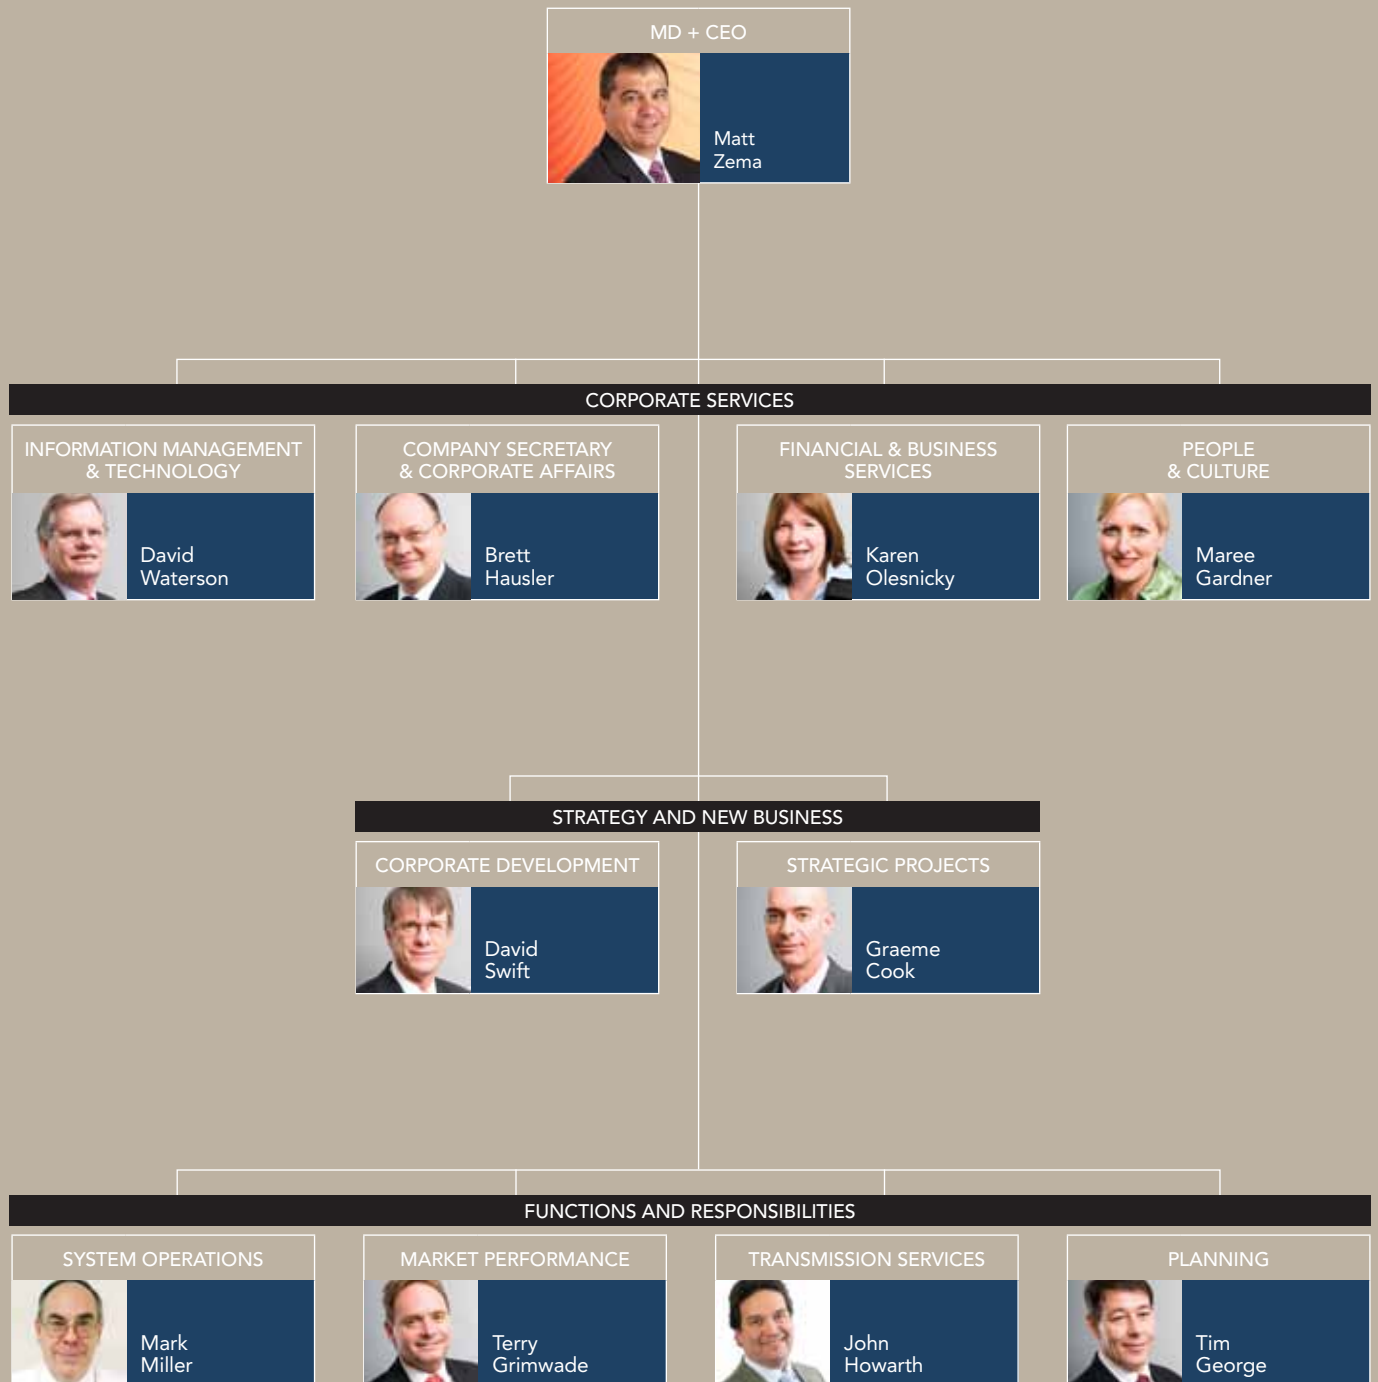 MD + CEO
Matt
Zema
CORPORATE SERVICES
INFORMATION MANAGEMENT
& TECHNOLOGY
David
Waterson
COMPANY SECRETARY
& CORPORATE AFFAIRS
Brett
Hausler
FINANCIAL & BUSINESS
SERVICES
Karen
Olesnicky
PEOPLE
& CULTURE
Maree
Gardner
STRATEGY AND NEW BUSINESS
CORPORATE DEVELOPMENT
David
Swift
STRATEGIC PROJECTS
Graeme
Cook
FUNCTIONS AND RESPONSIBILITIES
SYSTEM OPERATIONS
Mark
Miller
MARKET PERFORMANCE
Terry
Grimwade
TRANSMISSION SERVICES
John
Howarth
PLANNING
Tim
George